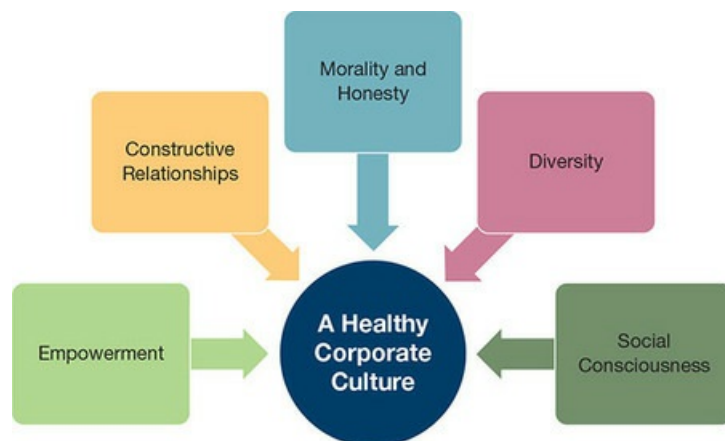 Morality and
Honesty
Constructive
Relationships
Diversity
Empowerment
A Healthy
Corporate
Culture
Social
Consciousness